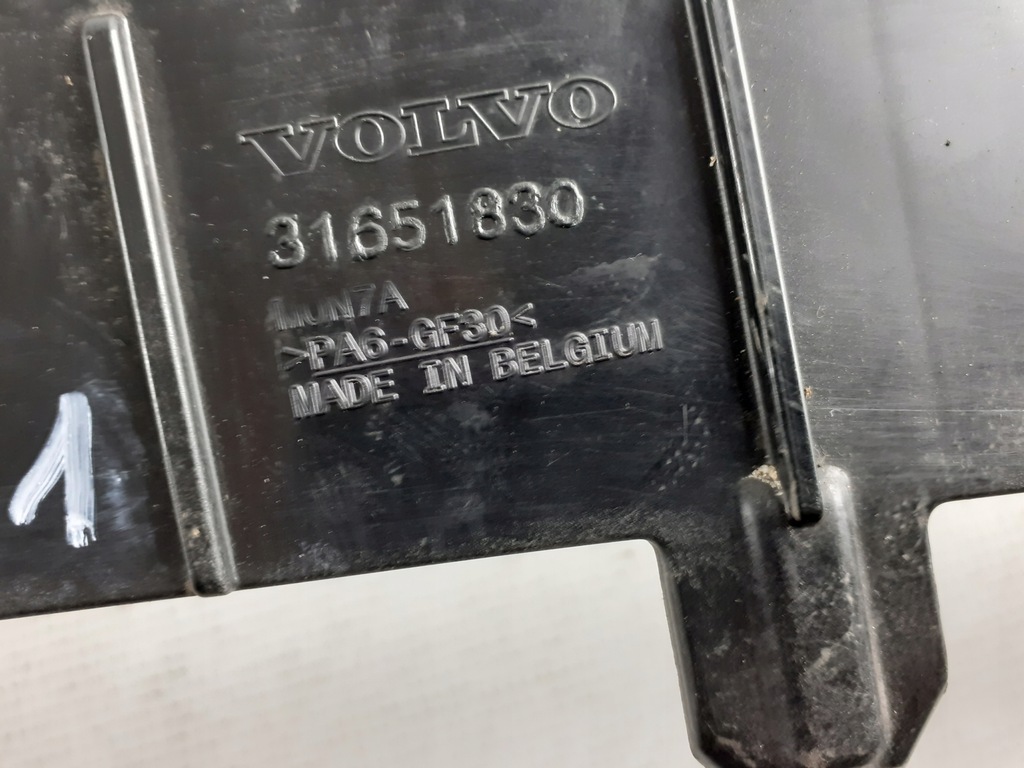 VOLVO
31651830
>PA6-GF30<
MADE IN BELGIUM
1